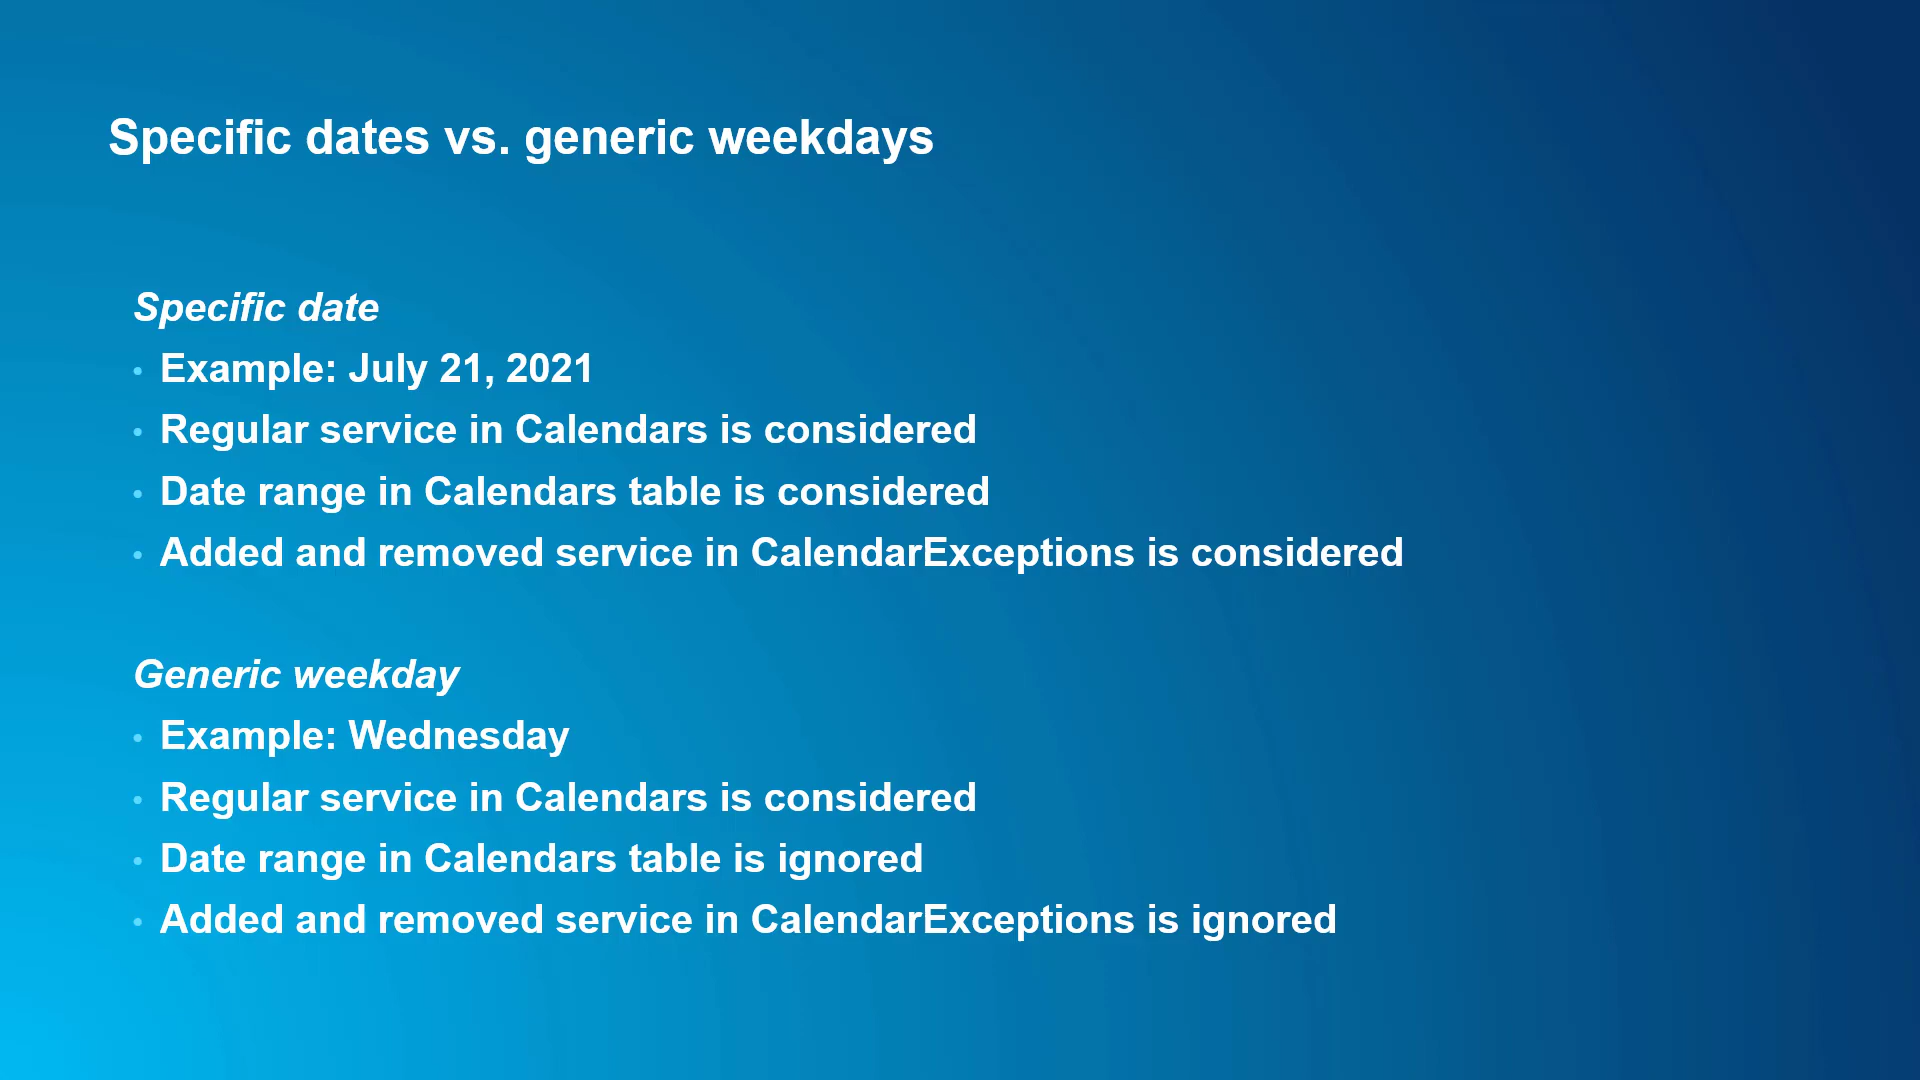 Specific dates vs. generic weekdays
Specific date
• Example: July 21, 2021
• Regular service in Calendars is considered
• Date range in Calendars table is considered
• Added and removed service in CalendarExceptions is considered
Generic weekday
• Example: Wednesday
• Regular service in Calendars is considered
• Date range in Calendars table is ignored
• Added and removed service in CalendarExceptions is ignored